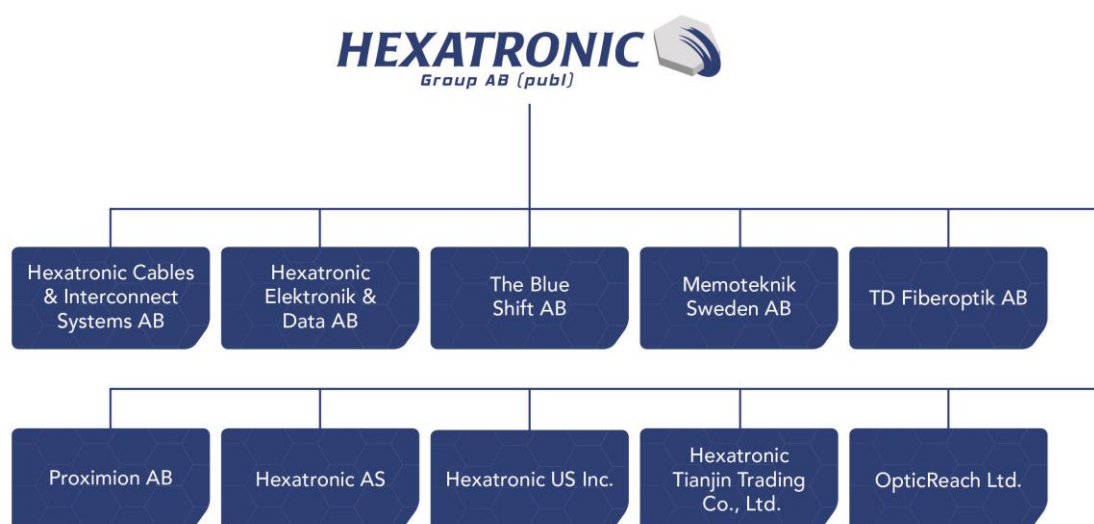 HEXATRONIC
Group AB (publ)
Hexatronic Cables
& Interconnect
Systems AB
Hexatronic
Elektronik &
Data AB
The Blue
Shift AB
Memoteknik
Sweden AB
TD Fiberoptik AB
Proximion AB
Hexatronic AS
Hexatronic US Inc.
Hexatronic
Tianjin Trading
Co., Ltd.
OpticReach Ltd.